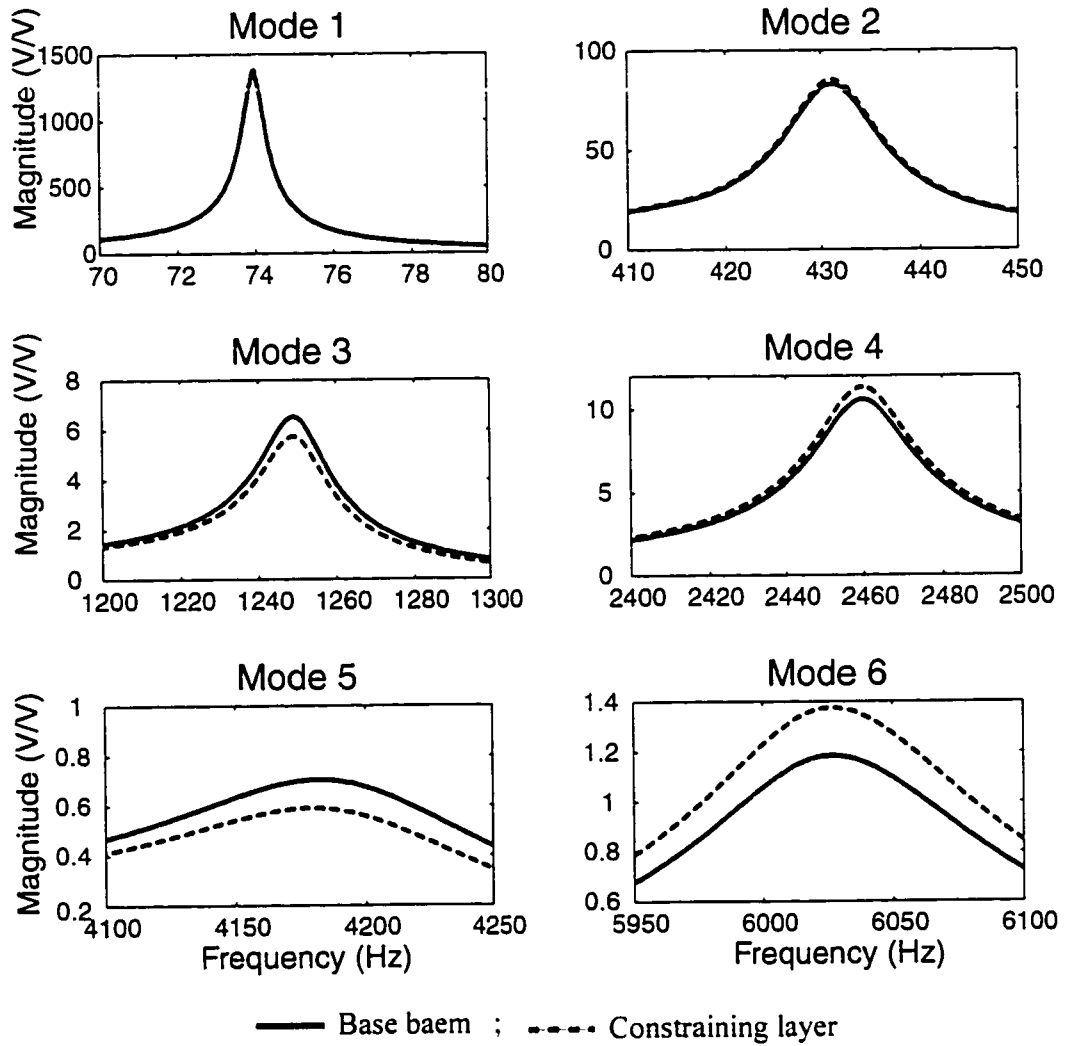 Mode 1
Mode 2
Magnitude (V/V)
1500
1000
500
0
70 72 74 76 78 80
100
50
0
410 420 430 440 450
Mode 3
Mode 4
Magnitude (V/V)
8
6
4
2
0
1200 1220 1240 1260 1280 1300
10
5
0
2400 2420 2440 2460 2480 2500
Mode 5
Mode 6
Magnitude (V/V)
1
0.8
0.6
0.4
0.2
4100 4150 4200 4250
Frequency (Hz)
1.4
1.2
1
0.8
0.6
5950 6000 6050 6100
Frequency (Hz)
Base baem ; Constraining layer